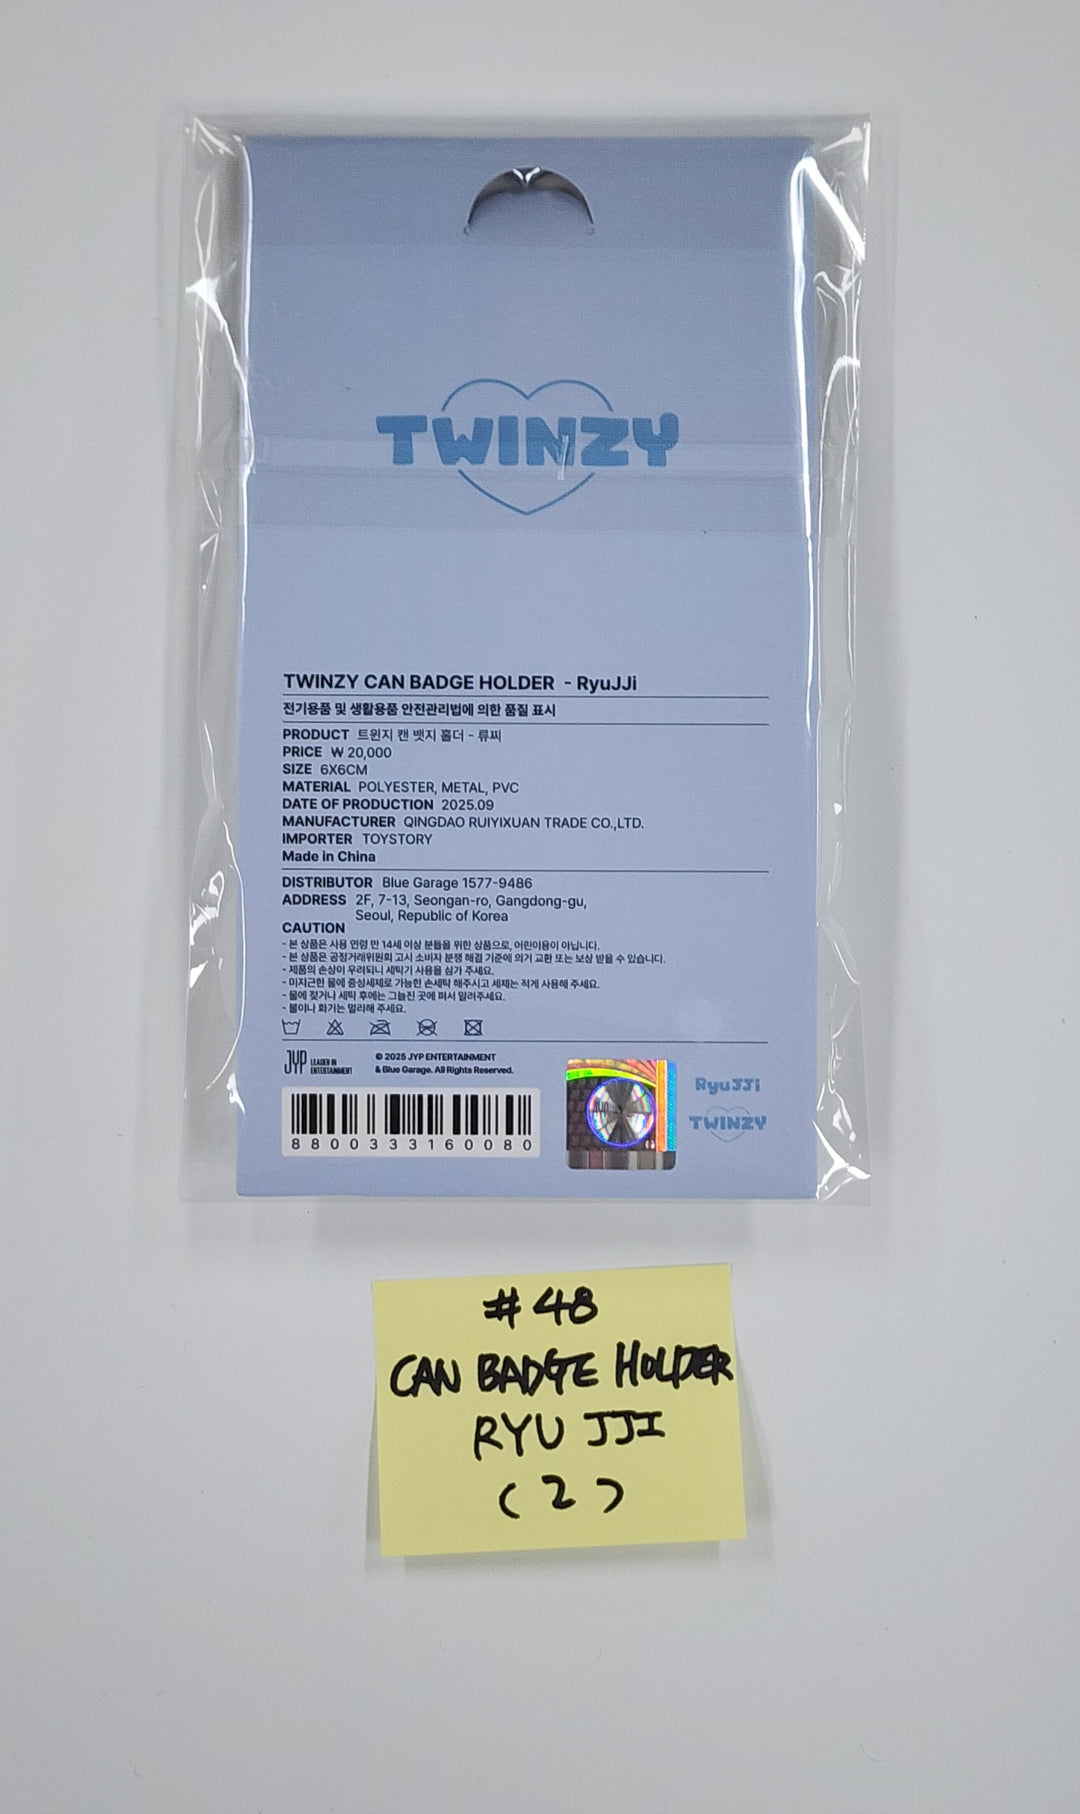 TWINZY
TWINZY CAN BADGE HOLDER - RyuJJi
전기용품 및 생활용품 안전관리법에 의한 품질 표시
PRODUCT 트윈지 캔 뱃지 홀더 - 류찌
PRICE ₩ 20,000
SIZE 6X6CM
MATERIAL POLYESTER, METAL, PVC
DATE OF PRODUCTION 2025.09
MANUFACTURER QINGDAO RUIYIXUAN TRADE CO.,LTD.
IMPORTER TOYSTORY
Made in China
DISTRIBUTOR Blue Garage 1577-9486
ADDRESS 2F, 7-13, Seongan-ro, Gangdong-gu,
Seoul, Republic of Korea
CAUTION
- 본 상품은 사용 연령 만 14세 이상 분들을 위한 상품으로, 어린이용이 아닙니다.
- 본 상품은 공정거래위원회 고시 소비자 분쟁 해결 기준에 의거 교환 또는 보상 받을 수 있습니다.
- 제품의 손상이 우려되니 세탁기 사용을 삼가 주세요.
- 미지근한 물에 중성세제로 가능한 손세탁 해주시고 세제는 적게 사용해 주세요.
- 물에 젖거나 세탁 후에는 그늘진 곳에 펴서 말려주세요.
- 불이나 화기는 멀리해 주세요.
JYP LEADER IN
ENTERTAINMENT
© 2025 JYP ENTERTAINMENT
& Blue Garage. All Rights Reserved.
8800333160080
RyuJJi
TWINZY
#48
CAN BADGE HOLDER
RYU JJI
(2)